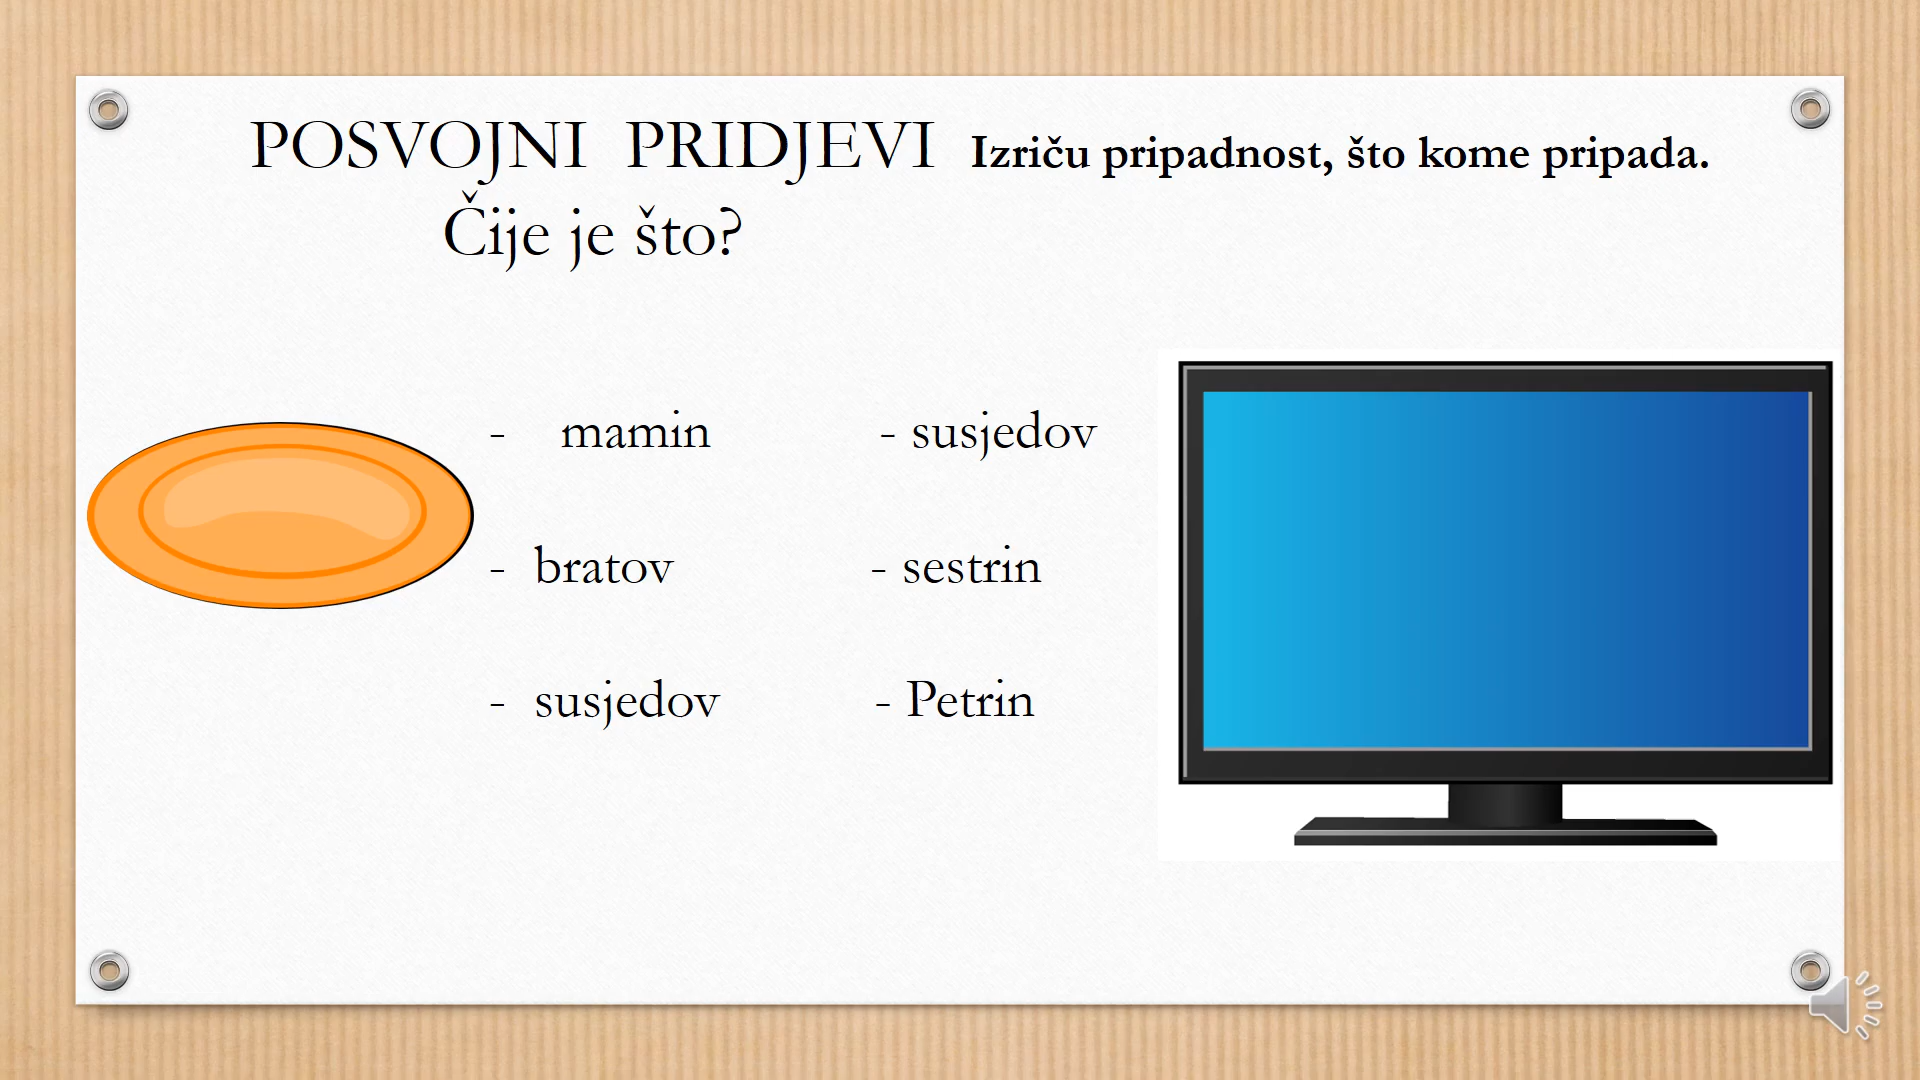 POSVOJNI PRIDJEVI Izriču pripadnost, što kome pripada.
Čije je što?
- mamin - susjedov
- bratov - sestrin
- susjedov - Petrin